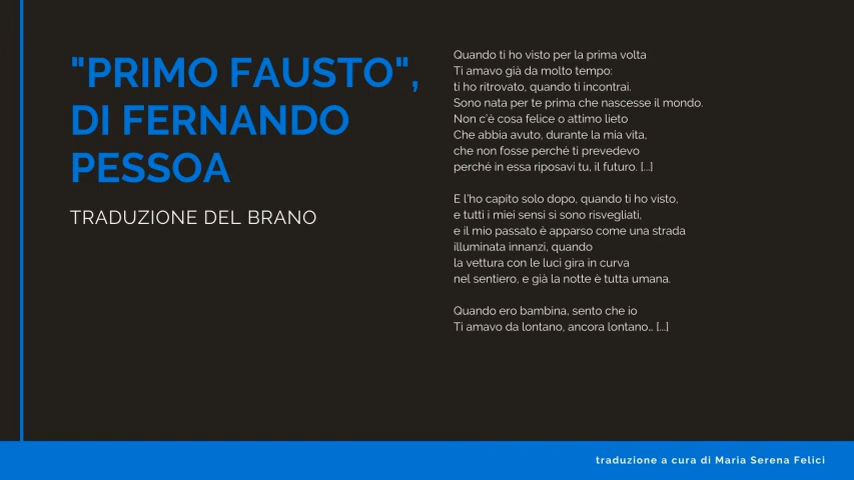 "PRIMO FAUSTO",
DI FERNANDO
PESSOA
TRADUZIONE DEL BRANO
Quando ti ho visto per la prima volta
Ti amavo già da molto tempo:
ti ho ritrovato, quando ti incontrai.
Sono nata per te prima che nascesse il mondo.
Non c'è cosa felice o attimo lieto
Che abbia avuto, durante la mia vita,
che non fosse perché ti prevedevo
perché in essa riposavi tu, il futuro. [...]
E l'ho capito solo dopo, quando ti ho visto,
e tutti i miei sensi si sono risvegliati,
e il mio passato è apparso come una strada
illuminata innanzi, quando
la vettura con le luci gira in curva
nel sentiero, e già la notte è tutta umana.
Quando ero bambina, sento che io
Ti amavo da lontano, ancora lontano... [...]
traduzione a cura di Maria Serena Felici